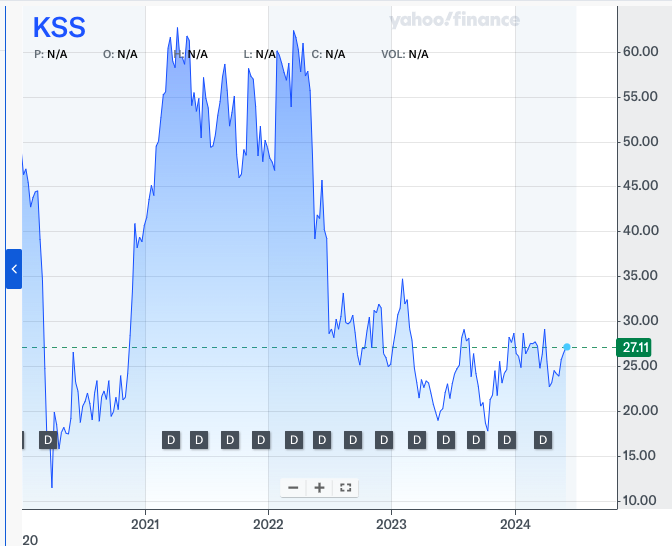 KSS
yahoo!finance
P: N/A O: N/A H: N/A L: N/A C: N/A VOL: N/A
60.00
55.00
50.00
45.00
40.00
35.00
30.00
27.11
25.00
20.00
D D D D D D D D D D D D D D
15.00
10.00
2021 2022 2023 2024
20